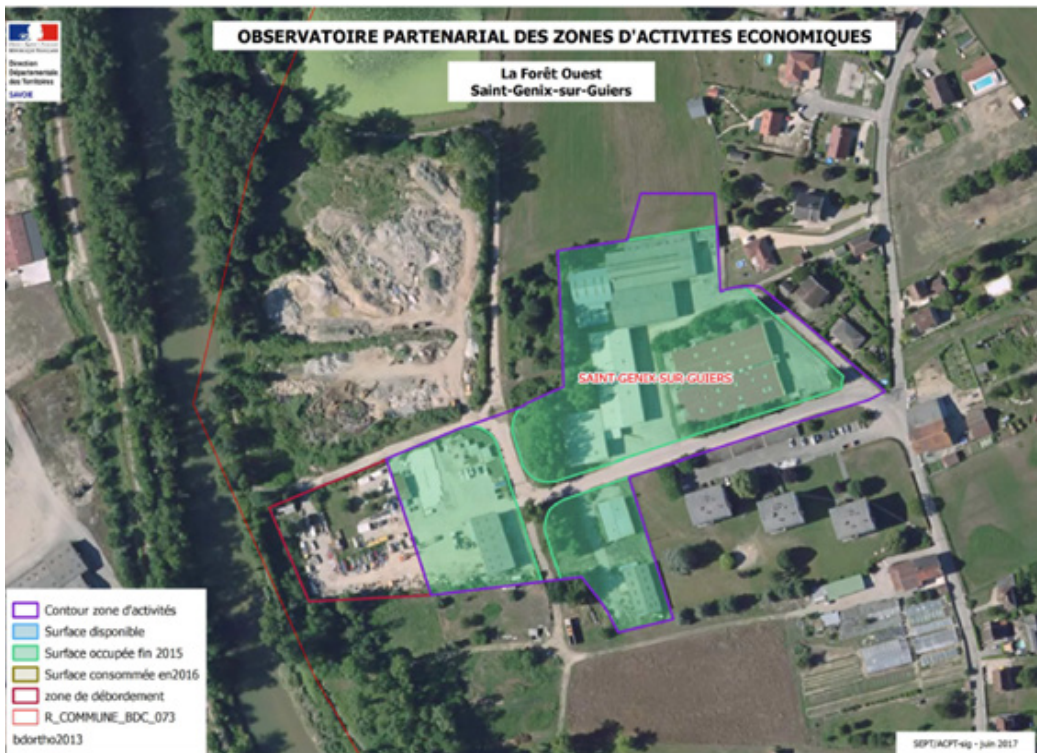 OBSERVATOIRE PARTENARIAL DES ZONES D'ACTIVITES ECONOMIQUES
La Forêt Ouest
Saint-Genix-sur-Guiers
Direction
Départementale
des Territoires
SAVOIE
SAINT-GENIX-SUR-GUIERS
Contour zone d'activités
Surface disponible
Surface occupée fin 2015
Surface consommée en2016
zone de débordement
R_COMMUNE_BDC_073
bdortho2013
SEPT/ACPT-sig - juin 2017